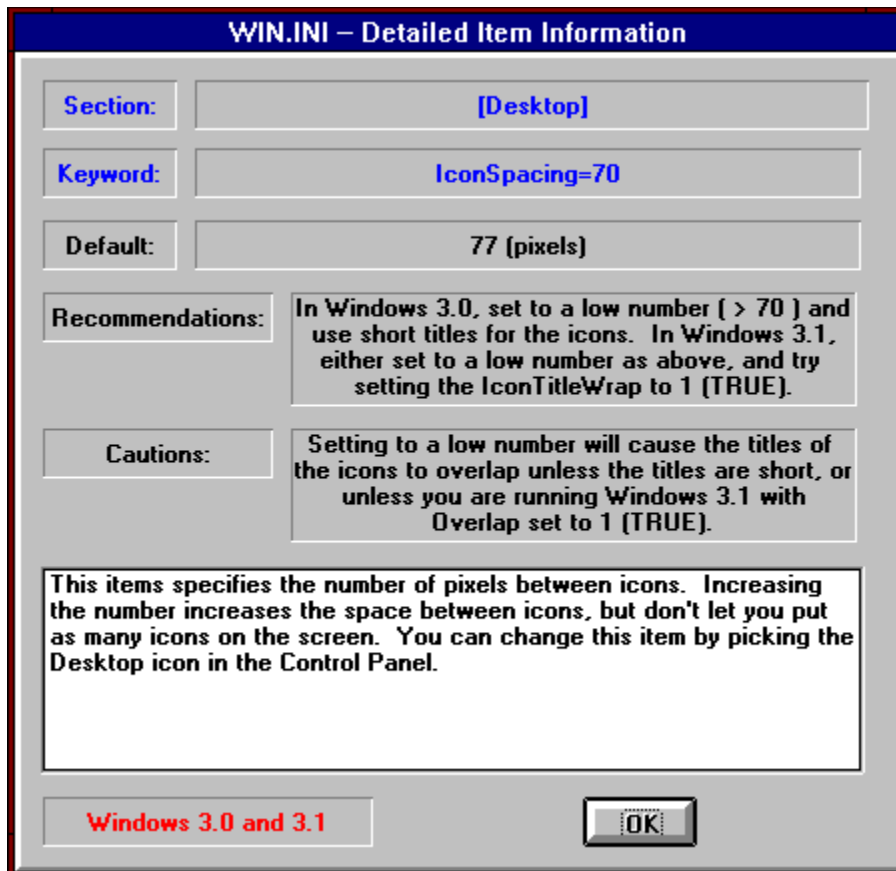 WIN.INI – Detailed Item Information
Section:
[Desktop]
Keyword:
IconSpacing=70
Default:
77 (pixels)
Recommendations:
In Windows 3.0, set to a low number ( > 70 ) and
use short titles for the icons.  In Windows 3.1,
either set to a low number as above, and try
setting the IconTitleWrap to 1 (TRUE).
Cautions:
Setting to a low number will cause the titles of
the icons to overlap unless the titles are short, or
unless you are running Windows 3.1 with
Overlap set to 1 (TRUE).
This items specifies the number of pixels between icons.  Increasing
the number increases the space between icons, but don't let you put
as many icons on the screen.  You can change this item by picking the
Desktop icon in the Control Panel.
Windows 3.0 and 3.1
OK